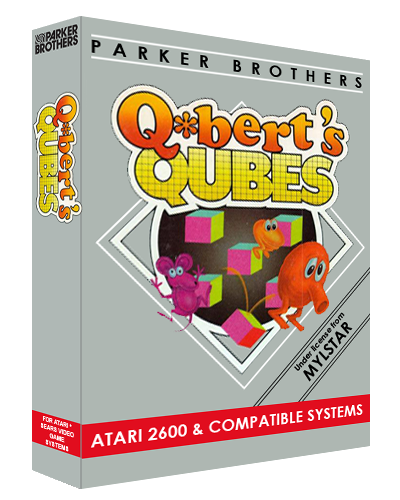 PARKER BROTHERS
Q*bert's
QUBES
Under license from
MYLSTAR
ATARI 2600 & COMPATIBLE SYSTEMS
PARKER
BROTHERS
Q*bert's
QUBES
FOR ATARI •
SEARS VIDEO
GAME
SYSTEMS